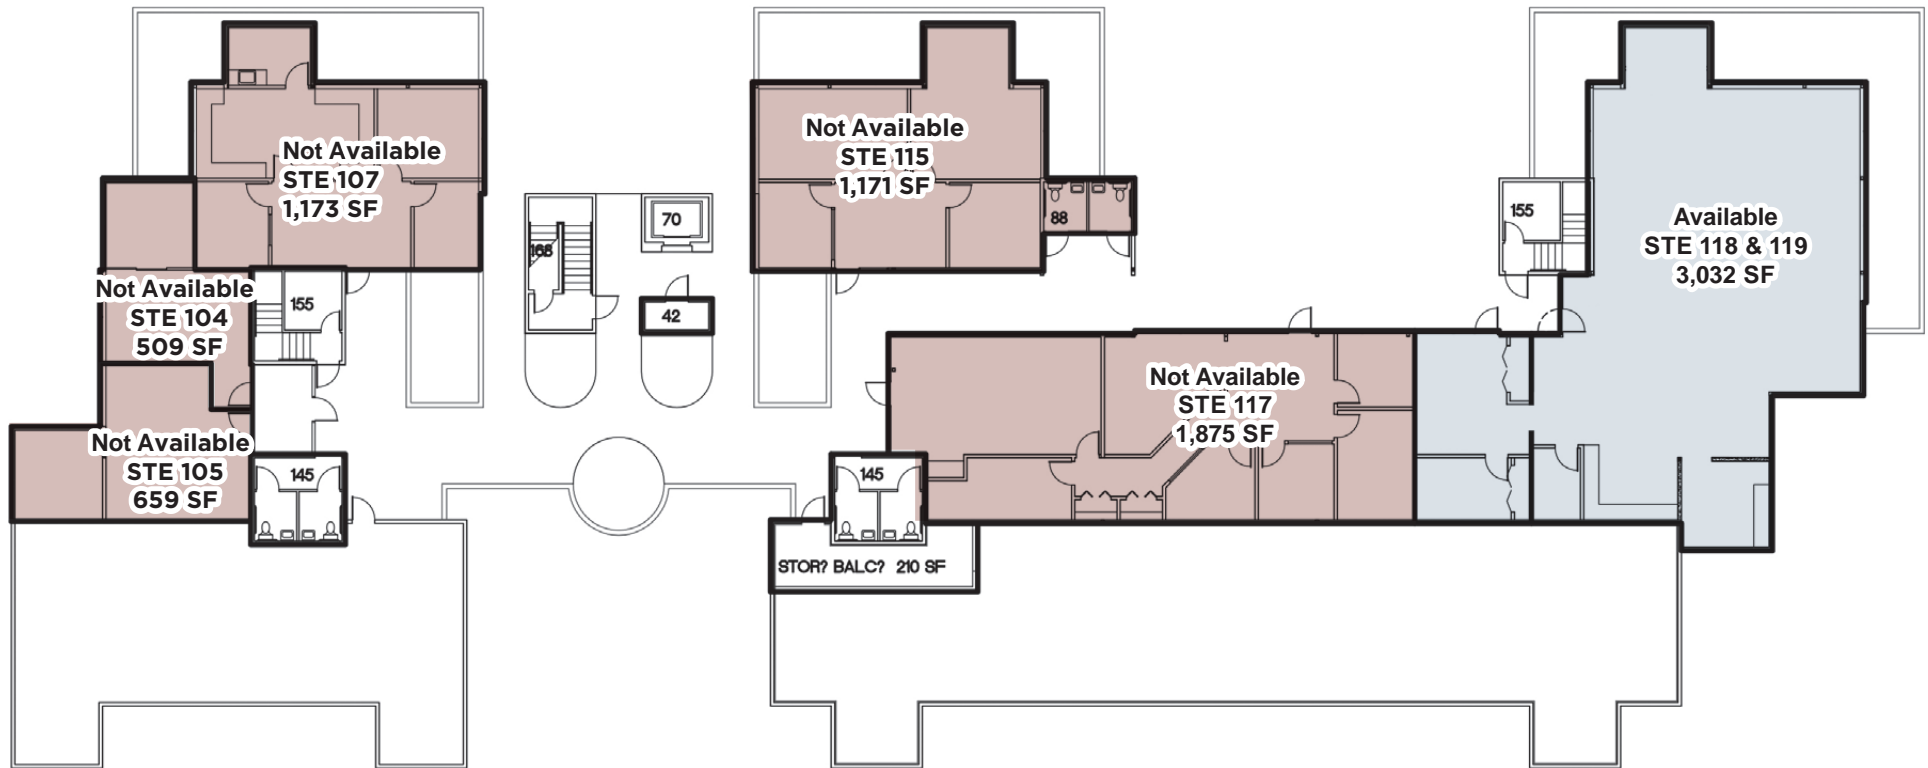 Not Available
STE 107
1,173 SF
Not Available
STE 104
509 SF
Not Available
STE 105
659 SF
155
145
168
70
42
Not Available
STE 115
1,171 SF
88
Not Available
STE 117
1,875 SF
145
STOR? BALC? 210 SF
155
Available
STE 118 & 119
3,032 SF